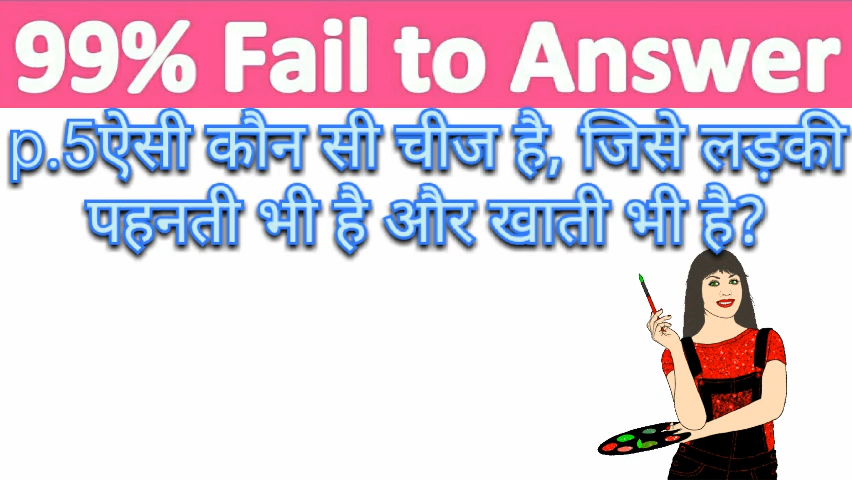 99% Fail to Answer
p.5ऐसी कौन सी चीज है, जिसे लड़की
पहनती भी है और खाती भी है?